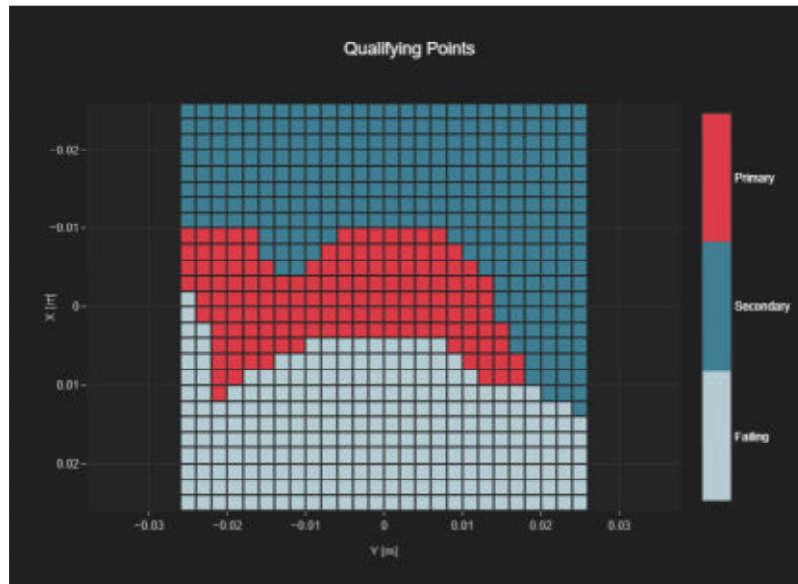 Qualifying Points
Primary
Secondary
Failing
X [m]
−0.02
−0.01
0
0.01
0.02
−0.03
−0.02
−0.01
0
0.01
0.02
0.03
Y [m]